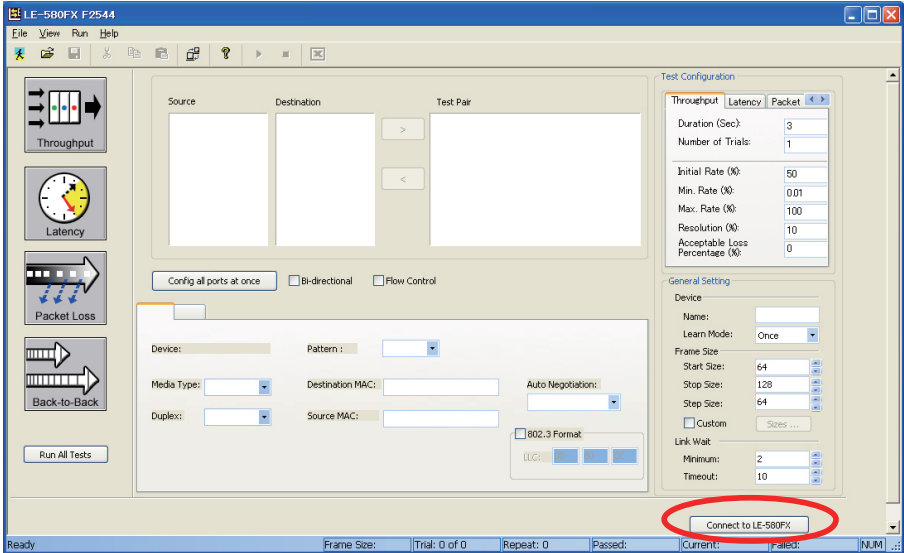 LE-580FX F2544
File View Run Help
Throughput
Latency
Packet Loss
Back-to-Back
Run All Tests
Source Destination Test Pair
>
<
Config all ports at once Bi-directional Flow Control
Device: Pattern :
Media Type: Destination MAC: Auto Negotiation:
Duplex: Source MAC:
802.3 Format
LLC:
Test Configuration
Throughput Latency Packet
Duration (Sec): 3
Number of Trials: 1
Initial Rate (%): 50
Min. Rate (%): 0.01
Max. Rate (%): 100
Resolution (%): 10
Acceptable Loss
Percentage (%): 0
General Setting
Device
Name:
Learn Mode: Once
Frame Size
Start Size: 64
Stop Size: 128
Step Size: 64
Custom Sizes ...
Link Wait
Minimum: 2
Timeout: 10
Connect to LE-580FX
Ready Frame Size: Trial: 0 of 0 Repeat: 0 Passed: Current: Failed: NUM